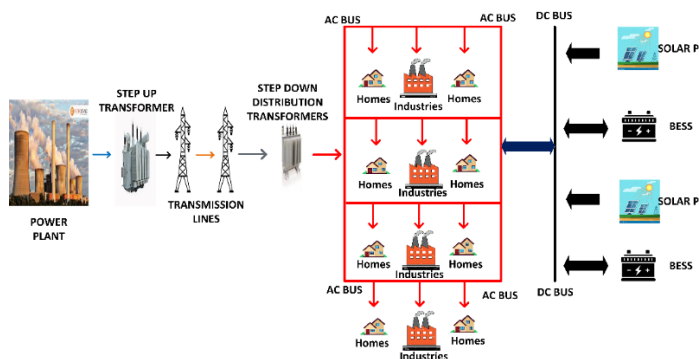 AC BUS
AC BUS
DC BUS
SOLAR P
STEP UP
TRANSFORMER
STEP DOWN
DISTRIBUTION
TRANSFORMERS
Homes
Industries
Homes
BESS
Homes
Industries
Homes
POWER
PLANT
TRANSMISSION
LINES
SOLAR P
Homes
Industries
Homes
BESS
AC BUS
AC BUS
DC BUS
Homes
Industries
Homes